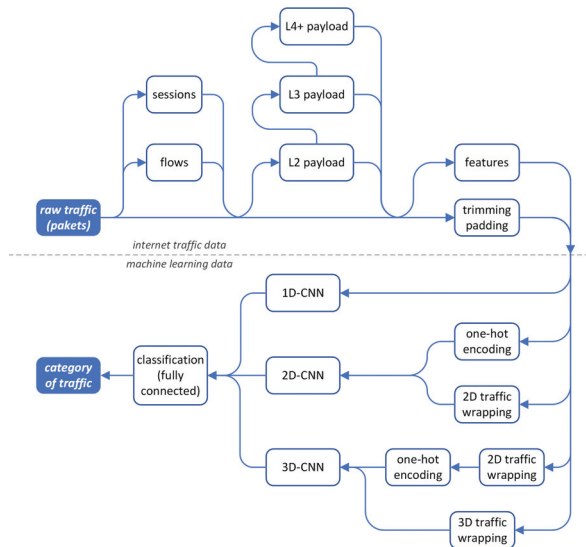 L4+ payload
sessions
L3 payload
flows
L2 payload
features
raw traffic
(pakets)
trimming
padding
internet traffic data
machine learning data
1D-CNN
one-hot
encoding
category
of traffic
classification
(fully
connected)
2D-CNN
2D traffic
wrapping
3D-CNN
one-hot
encoding
2D traffic
wrapping
3D traffic
wrapping